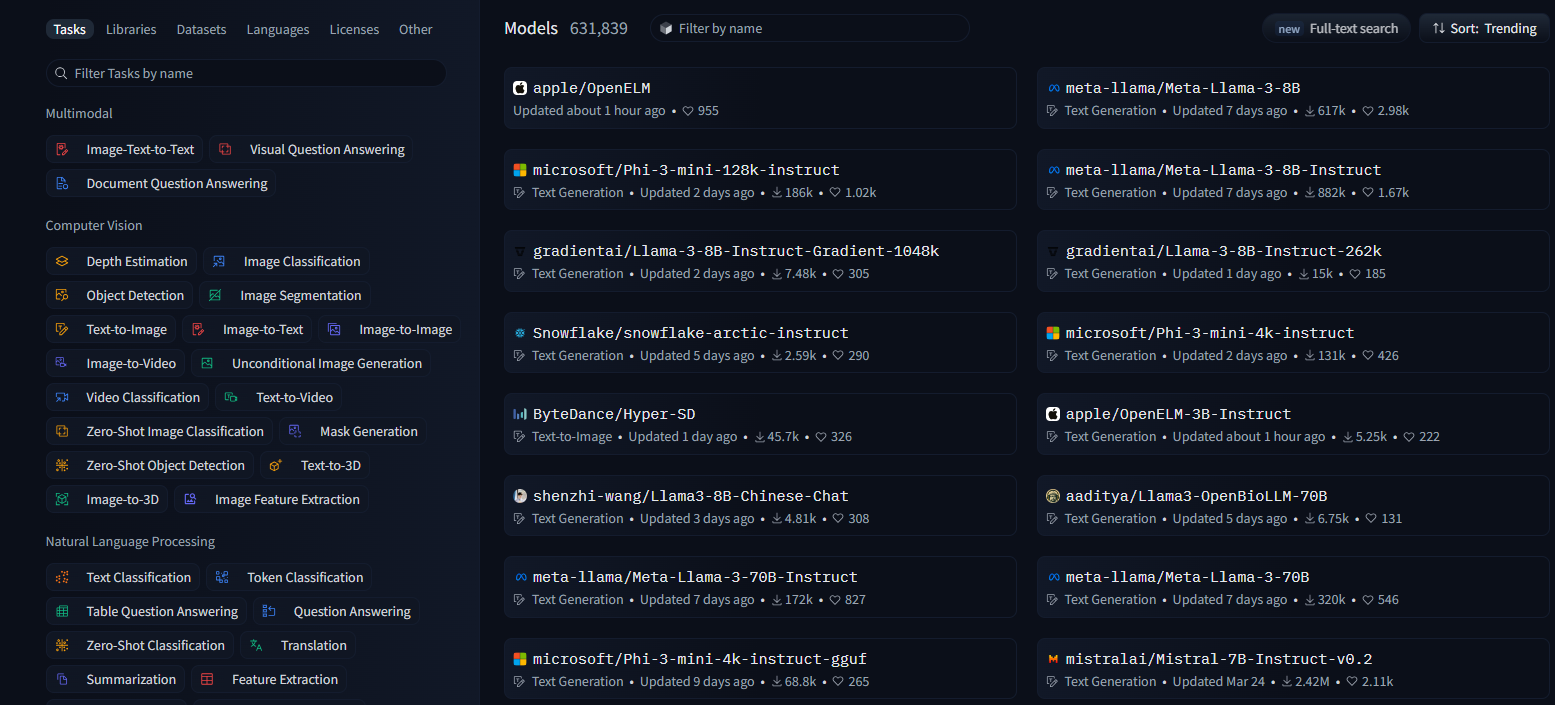 Tasks Libraries Datasets Languages Licenses Other
Filter Tasks by name
Multimodal
Image-Text-to-Text Visual Question Answering
Document Question Answering
Computer Vision
Depth Estimation Image Classification
Object Detection Image Segmentation
Text-to-Image Image-to-Text Image-to-Image
Image-to-Video Unconditional Image Generation
Video Classification Text-to-Video
Zero-Shot Image Classification Mask Generation
Zero-Shot Object Detection Text-to-3D
Image-to-3D Image Feature Extraction
Natural Language Processing
Text Classification Token Classification
Table Question Answering Question Answering
Zero-Shot Classification Translation
Summarization Feature Extraction
Models 631,839 Filter by name new Full-text search Sort: Trending
apple/OpenELM
Updated about 1 hour ago • 955
meta-llama/Meta-Llama-3-8B
Text Generation • Updated 7 days ago • 617k • 2.98k
microsoft/Phi-3-mini-128k-instruct
Text Generation • Updated 2 days ago • 186k • 1.02k
meta-llama/Meta-Llama-3-8B-Instruct
Text Generation • Updated 7 days ago • 882k • 1.67k
gradientai/Llama-3-8B-Instruct-Gradient-1048k
Text Generation • Updated 2 days ago • 7.48k • 305
gradientai/Llama-3-8B-Instruct-262k
Text Generation • Updated 1 day ago • 15k • 185
Snowflake/snowflake-arctic-instruct
Text Generation • Updated 5 days ago • 2.59k • 290
microsoft/Phi-3-mini-4k-instruct
Text Generation • Updated 2 days ago • 131k • 426
ByteDance/Hyper-SD
Text-to-Image • Updated 1 day ago • 45.7k • 326
apple/OpenELM-3B-Instruct
Text Generation • Updated about 1 hour ago • 5.25k • 222
shenzhi-wang/Llama3-8B-Chinese-Chat
Text Generation • Updated 3 days ago • 4.81k • 308
aaditya/Llama3-OpenBioLLM-70B
Text Generation • Updated 5 days ago • 6.75k • 131
meta-llama/Meta-Llama-3-70B-Instruct
Text Generation • Updated 7 days ago • 172k • 827
meta-llama/Meta-Llama-3-70B
Text Generation • Updated 7 days ago • 320k • 546
microsoft/Phi-3-mini-4k-instruct-gguf
Text Generation • Updated 9 days ago • 68.8k • 265
mistralai/Mistral-7B-Instruct-v0.2
Text Generation • Updated Mar 24 • 2.42M • 2.11k